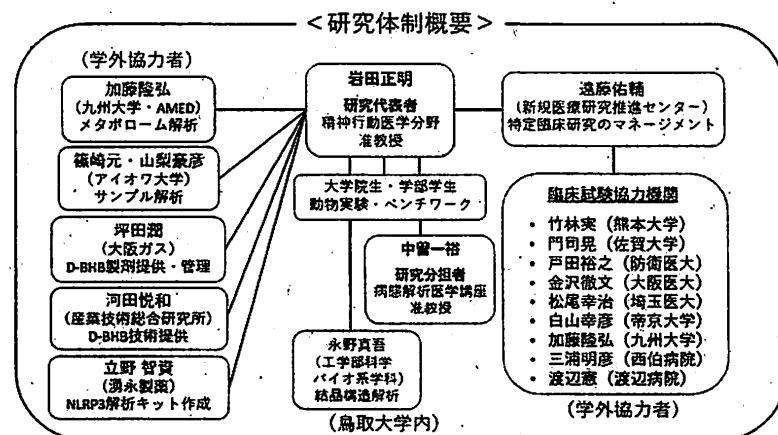 ＜研究体制概要＞
(学外協力者)
加藤隆弘
(九州大学・AMED)
メタボローム解析
篠崎元・山梨豪彦
(アイオワ大学)
サンプル解析
坪田潤
(大阪ガス)
D-BHB製剤提供・管理
河田悦和
(産業技術総合研究所)
D-BHB技術提供
立野 智資
(湧永製薬)
NLRP3解析キット作成
岩田正明
研究代表者
精神行動医学分野
准教授
大学院生・学部学生
動物実験・ベンチワーク
中留一裕
研究分担者
病態解析医学講座
准教授
永野真吾
(工学部科学
バイオ系学科)
結晶構造解析
(鳥取大学内)
遠藤佑輔
(新規医療研究推進センター)
特定臨床研究のマネージメント
臨床試験協力機関
• 竹林実 (熊本大学)
• 門司晃 (佐賀大学)
• 戸田裕之 (防衛医大)
• 金沢徹文 (大阪医大)
• 松尾幸治 (埼玉医大)
• 白山幸彦 (帝京大学)
• 加藤隆弘 (九州大学)
• 三浦明彦 (西伯病院)
• 渡辺憲 (渡辺病院)
(学外協力者)